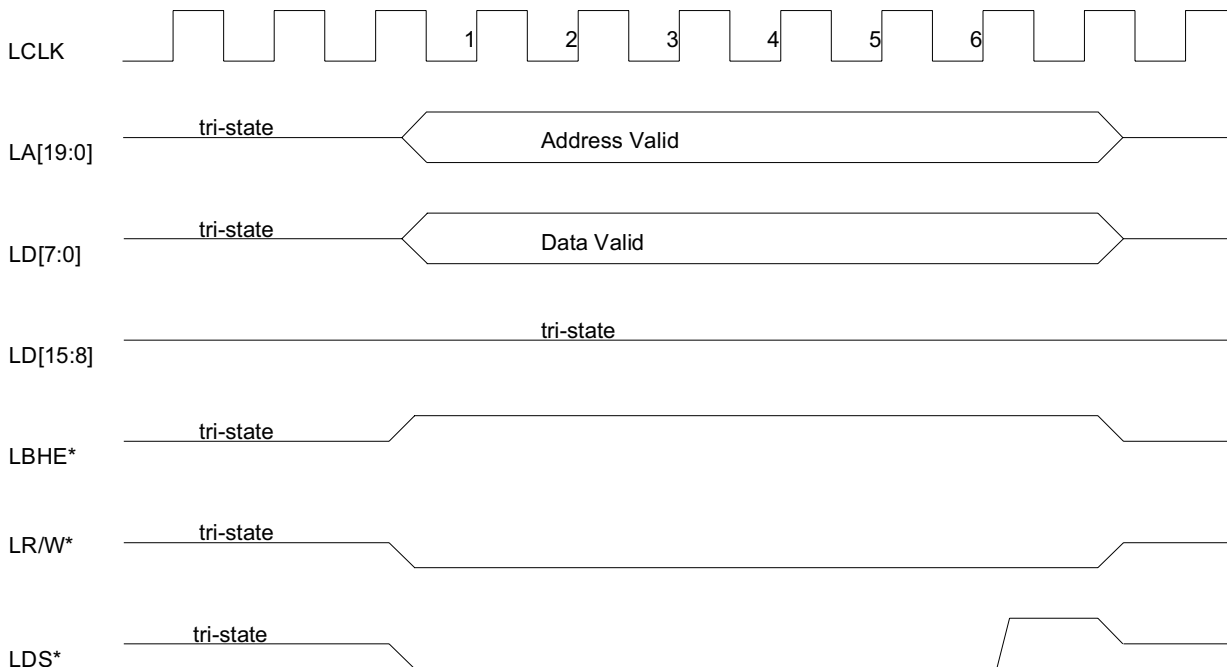 LCLK
1 2 3 4 5 6
LA[19:0]
tri-state
Address Valid
LD[7:0]
tri-state
Data Valid
LD[15:8]
tri-state
LBHE*
tri-state
LR/W*
tri-state
LDS*
tri-state